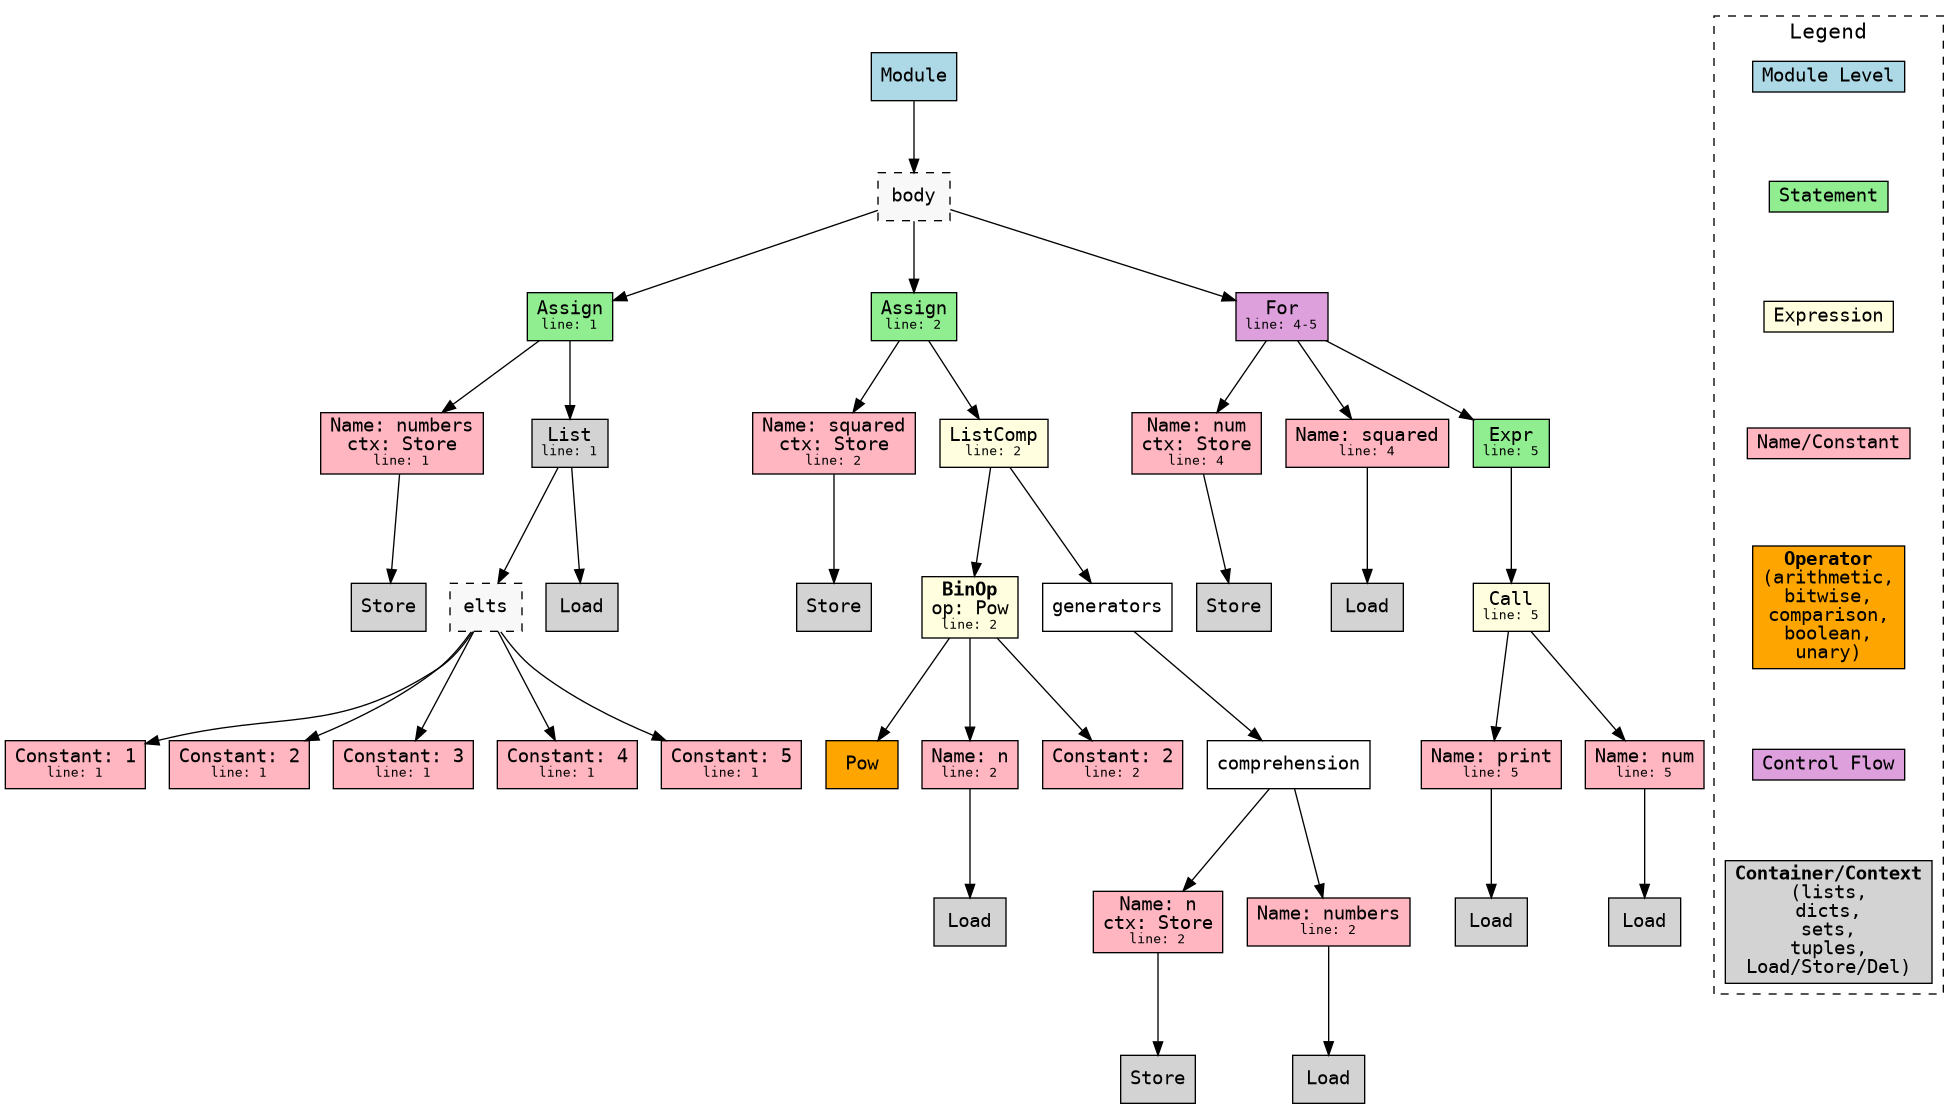 Module
body
Assign
line: 1
Assign
line: 2
For
line: 4-5
Name: numbers
ctx: Store
line: 1
List
line: 1
Name: squared
ctx: Store
line: 2
ListComp
line: 2
Name: num
ctx: Store
line: 4
Name: squared
line: 4
Expr
line: 5
Store
elts
Load
Store
BinOp
op: Pow
line: 2
generators
Store
Load
Call
line: 5
Constant: 1
line: 1
Constant: 2
line: 1
Constant: 3
line: 1
Constant: 4
line: 1
Constant: 5
line: 1
Pow
Name: n
line: 2
Constant: 2
line: 2
comprehension
Name: print
line: 5
Name: num
line: 5
Load
Name: n
ctx: Store
line: 2
Name: numbers
line: 2
Load
Load
Store
Load
Legend
Module Level
Statement
Expression
Name/Constant
Operator
(arithmetic,
bitwise,
comparison,
boolean,
unary)
Control Flow
Container/Context
(lists,
dicts,
sets,
tuples,
Load/Store/Del)